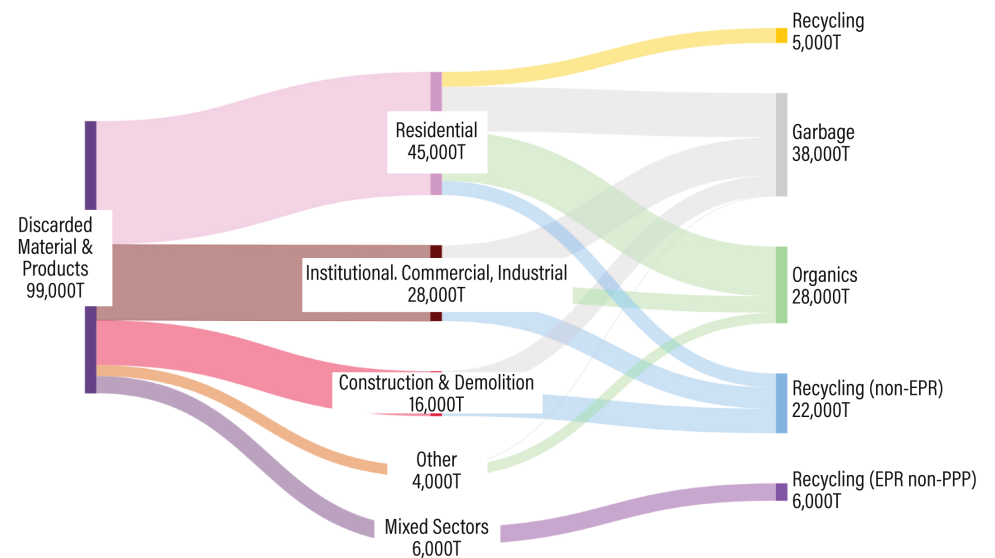 Discarded
Material &
Products
99,000T
Residential
45,000T
Institutional. Commercial, Industrial
28,000T
Construction & Demolition
16,000T
Other
4,000T
Mixed Sectors
6,000T
Recycling
5,000T
Garbage
38,000T
Organics
28,000T
Recycling (non-EPR)
22,000T
Recycling (EPR non-PPP)
6,000T